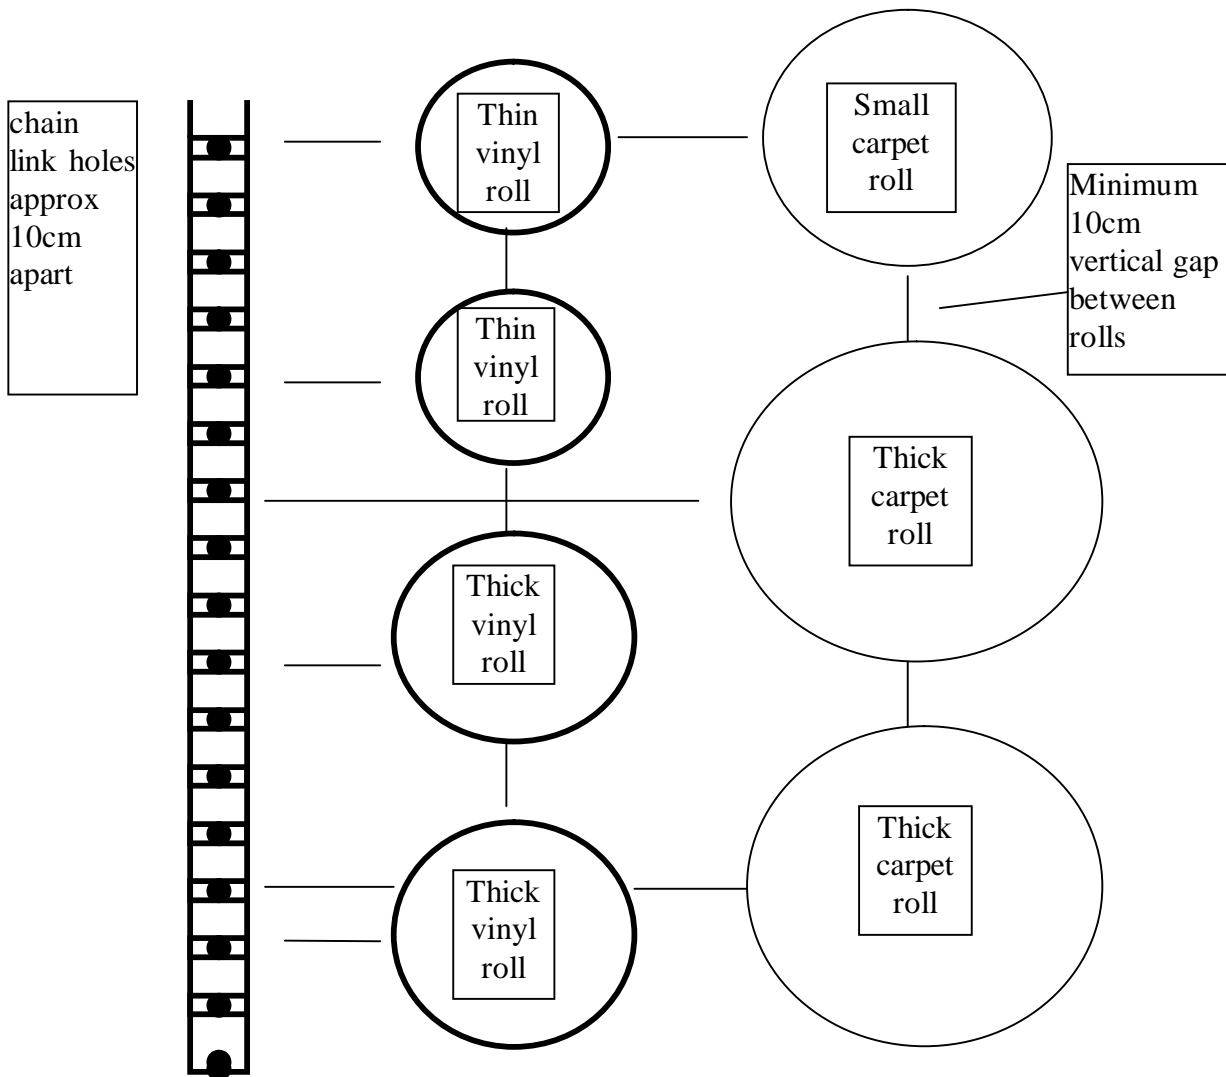 chain
link holes
approx
10cm
apart
Thin
vinyl
roll
Small
carpet
roll
Minimum
10cm
vertical gap
between
rolls
Thin
vinyl
roll
Thick
carpet
roll
Thick
vinyl
roll
Thick
carpet
roll
Thick
vinyl
roll